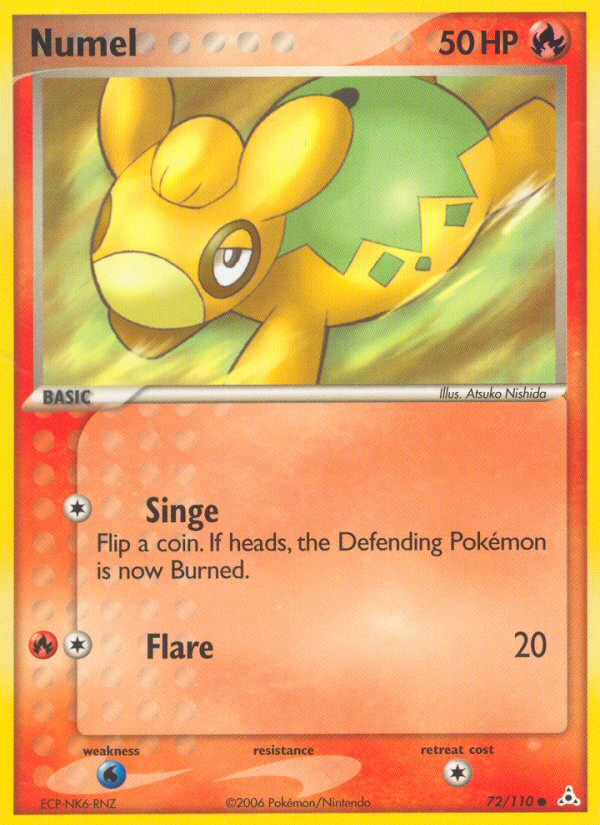 Numel 50 HP
BASIC Illus. Atsuko Nishida
Singe
Flip a coin. If heads, the Defending Pokémon
is now Burned.
Flare 20
weakness resistance retreat cost
ECP-NK6-RNZ ©2006 Pokémon/Nintendo 72/110